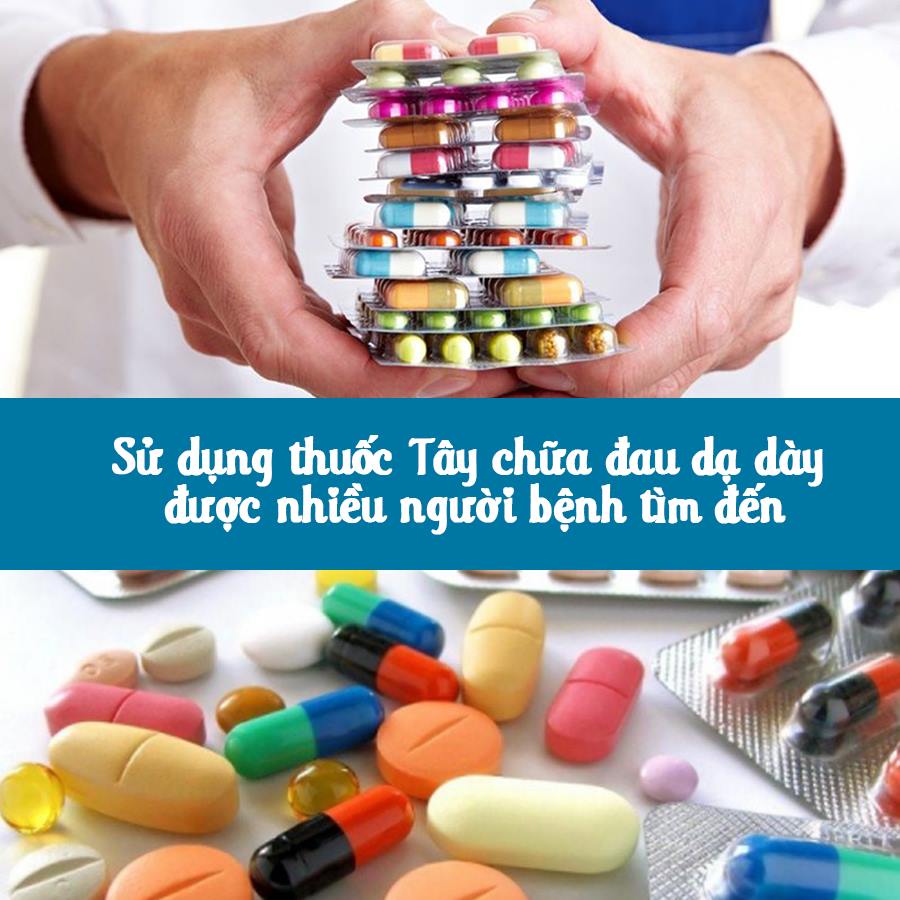 Sử dụng thuốc Tây chữa đau dạ dày
được nhiều người bệnh tìm đến